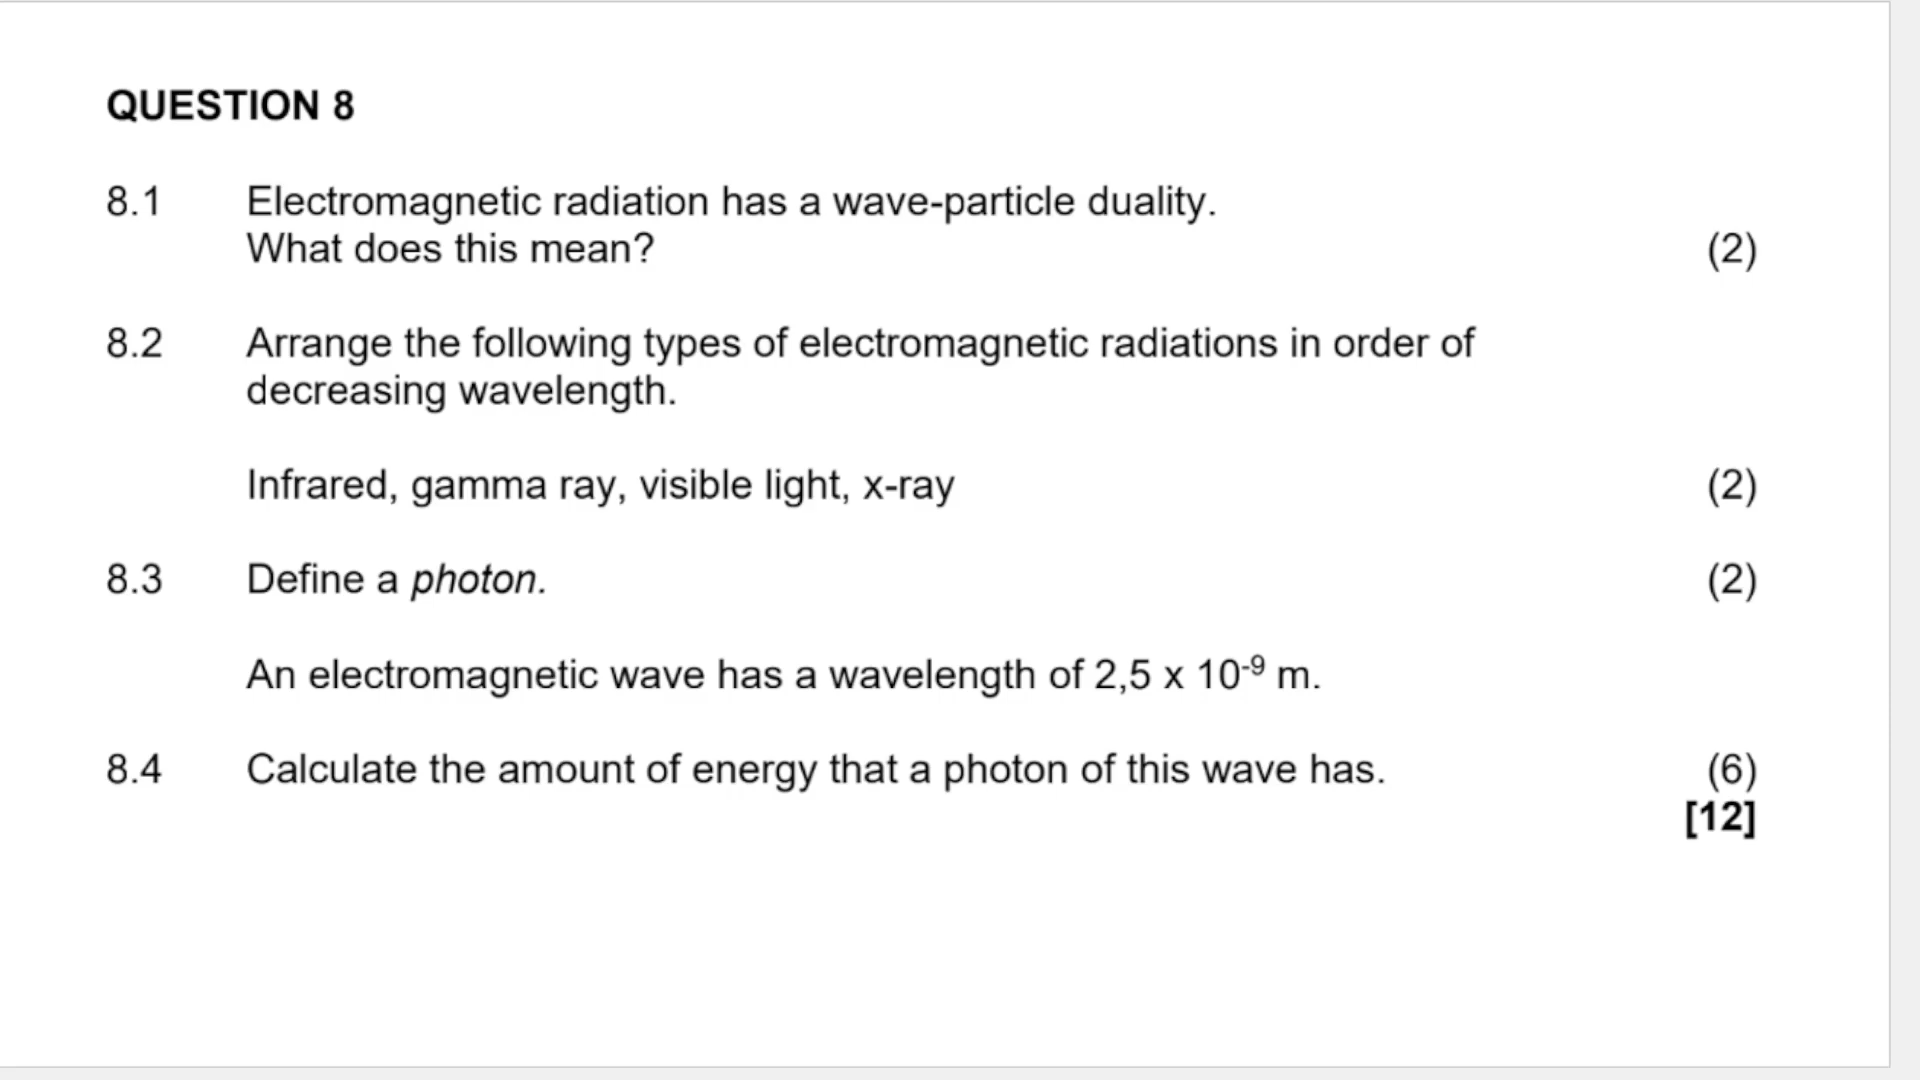 QUESTION 8
8.1 Electromagnetic radiation has a wave-particle duality.
What does this mean? (2)
8.2 Arrange the following types of electromagnetic radiations in order of
decreasing wavelength.
Infrared, gamma ray, visible light, x-ray (2)
8.3 Define a photon. (2)
An electromagnetic wave has a wavelength of 2,5 x 10⁻⁹ m.
8.4 Calculate the amount of energy that a photon of this wave has. (6)
[12]